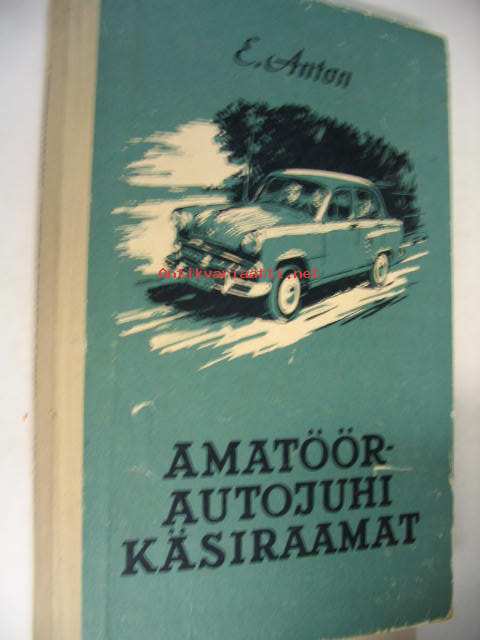 E. Anton
Antikvariaatti.net
AMATÖÖR-
AUTOJUHI
KÄSIRAAMAT